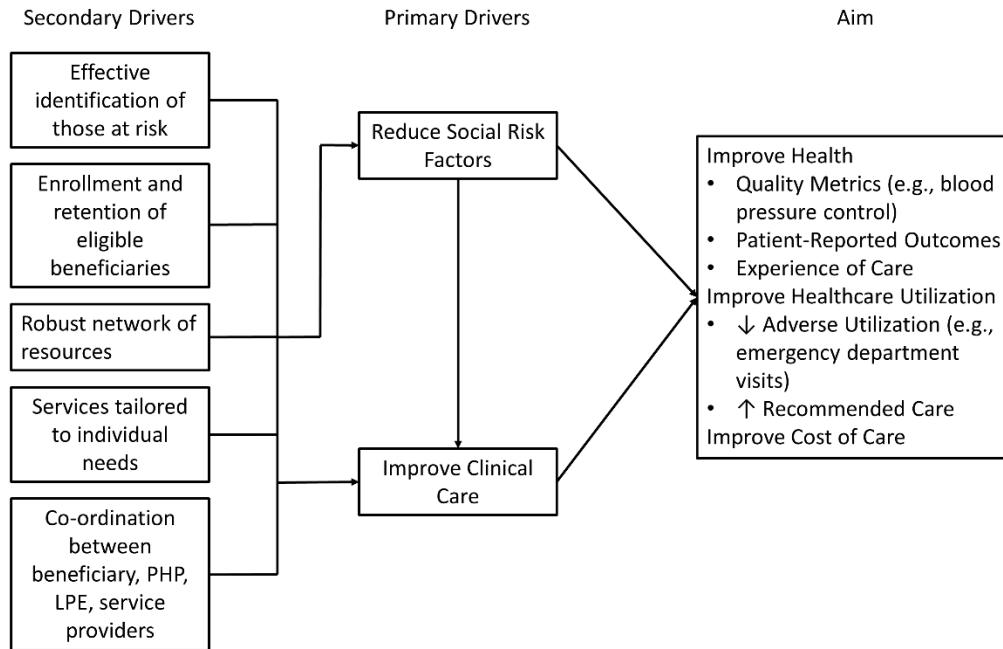 Secondary Drivers
Primary Drivers
Aim
Effective
identification of
those at risk
Enrollment and
retention of
eligible
beneficiaries
Robust network of
resources
Services tailored
to individual
needs
Co-ordination
between
beneficiary, PHP,
LPE, service
providers
Reduce Social Risk
Factors
Improve Clinical
Care
Improve Health
• Quality Metrics (e.g., blood
pressure control)
• Patient-Reported Outcomes
• Experience of Care
Improve Healthcare Utilization
• ↓ Adverse Utilization (e.g.,
emergency department
visits)
• ↑ Recommended Care
Improve Cost of Care